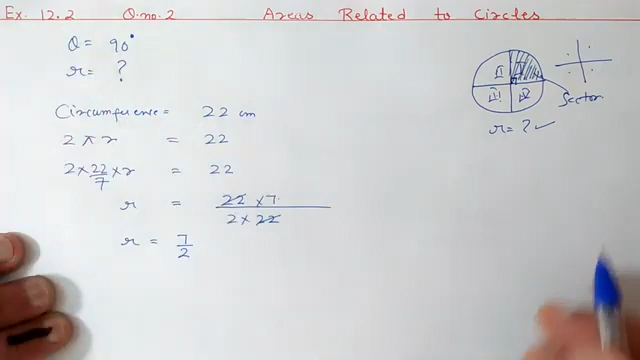 Ex. 12.2 Q.no.2 Areas Related to Circles
θ = 90°
r = ?
Circumference = 22 cm
2 π r = 22
2 × 22/7 × r = 22
r = 22 × 7 / 2 × 22
r = 7/2
II I
III IV
Sector
r = ? ✓